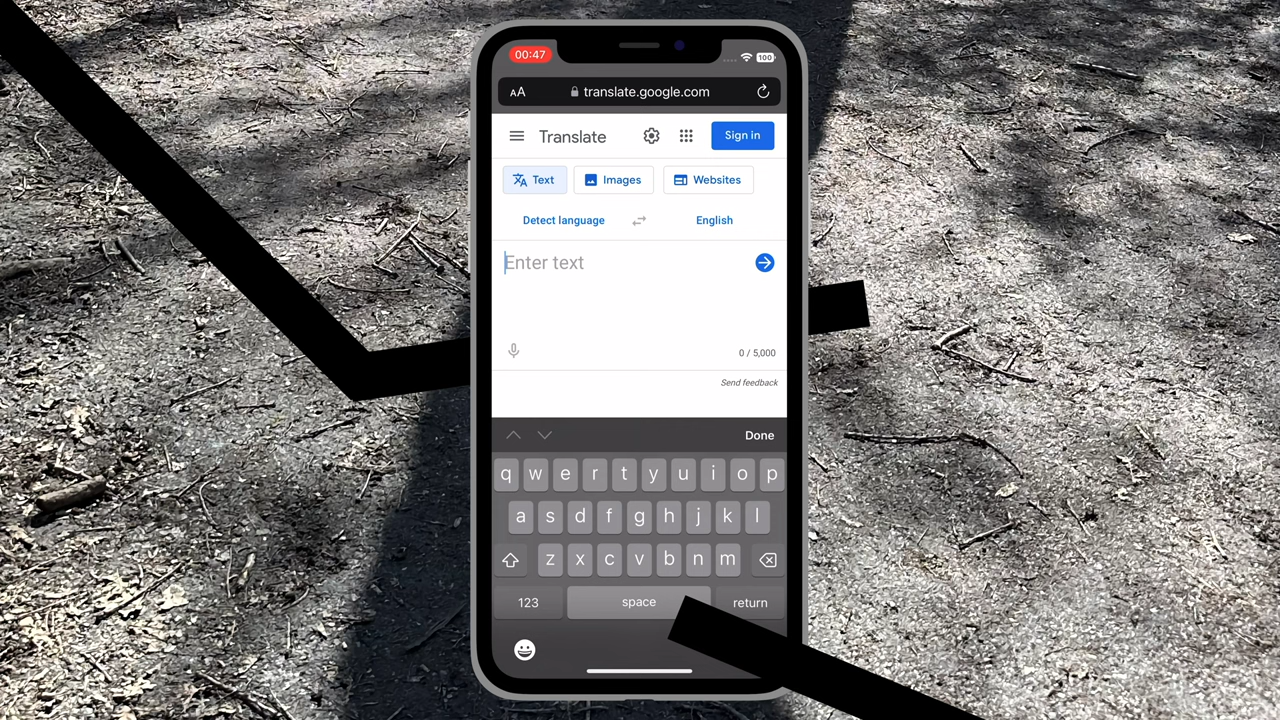 00:47
100
AA translate.google.com
Translate Sign in
Text Images Websites
Detect language English
Enter text
0 / 5,000
Send feedback
Done
q w e r t y u i o p
a s d f g h j k l
z x c v b n m
123 space return